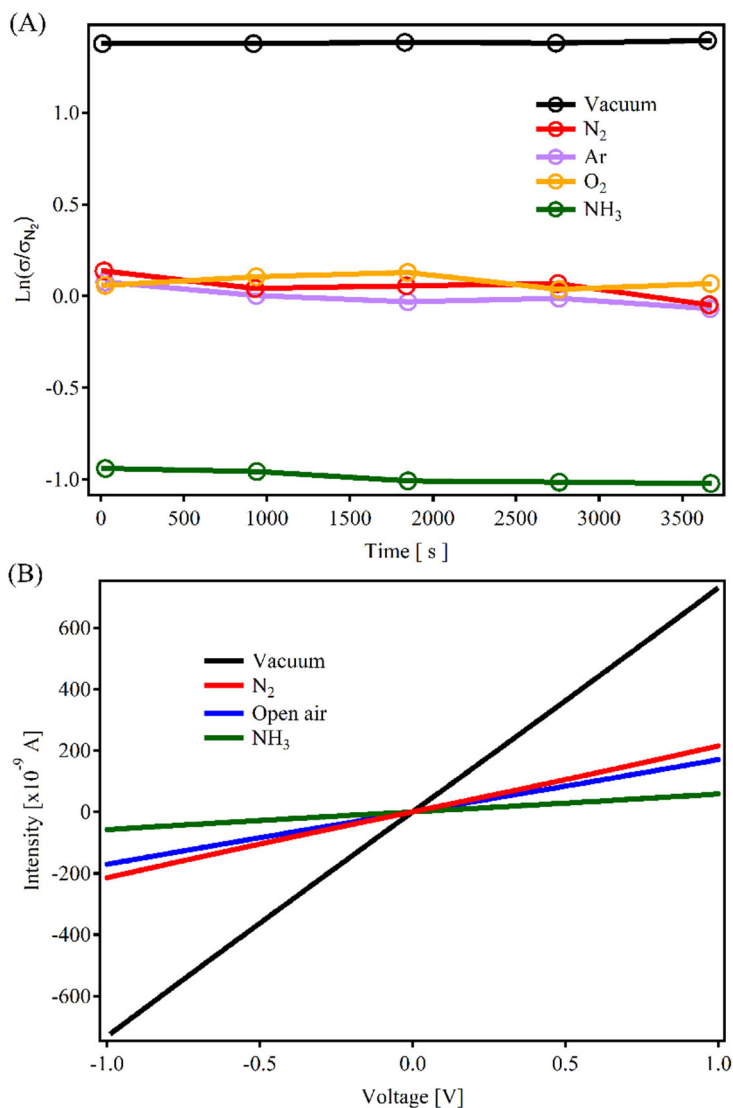 (A)
1.0
0.5
0.0
-0.5
-1.0
Ln(σ/σN₂)
Vacuum
N₂
Ar
O₂
NH₃
0 500 1000 1500 2000 2500 3000 3500
Time [ s ]
(B)
600
400
200
0
-200
-400
-600
Intensity [x10⁻⁹ A]
Vacuum
N₂
Open air
NH₃
-1.0 -0.5 0.0 0.5 1.0
Voltage [V]